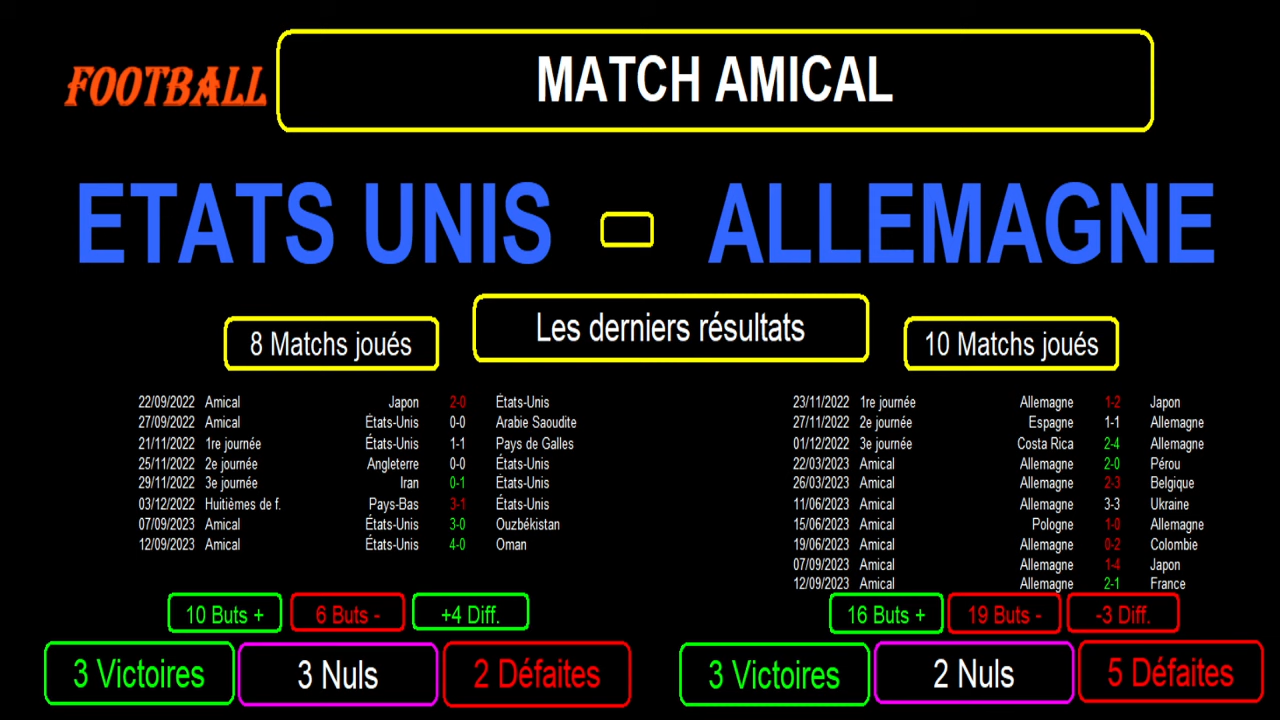 FOOTBALL
MATCH AMICAL
ETATS UNIS - ALLEMAGNE
Les derniers résultats
8 Matchs joués
22/09/2022 Amical Japon 2-0 États-Unis
27/09/2022 Amical États-Unis 0-0 Arabie Saoudite
21/11/2022 1re journée États-Unis 1-1 Pays de Galles
25/11/2022 2e journée Angleterre 0-0 États-Unis
29/11/2022 3e journée Iran 0-1 États-Unis
03/12/2022 Huitièmes de f. Pays-Bas 3-1 États-Unis
07/09/2023 Amical États-Unis 3-0 Ouzbékistan
12/09/2023 Amical États-Unis 4-0 Oman
10 Buts + 6 Buts - +4 Diff.
3 Victoires 3 Nuls 2 Défaites
10 Matchs joués
23/11/2022 1re journée Allemagne 1-2 Japon
27/11/2022 2e journée Espagne 1-1 Allemagne
01/12/2022 3e journée Costa Rica 2-4 Allemagne
22/03/2023 Amical Allemagne 2-0 Pérou
26/03/2023 Amical Allemagne 2-3 Belgique
11/06/2023 Amical Allemagne 3-3 Ukraine
15/06/2023 Amical Pologne 1-0 Allemagne
19/06/2023 Amical Allemagne 0-2 Colombie
07/09/2023 Amical Allemagne 1-4 Japon
12/09/2023 Amical Allemagne 2-1 France
16 Buts + 19 Buts - -3 Diff.
3 Victoires 2 Nuls 5 Défaites